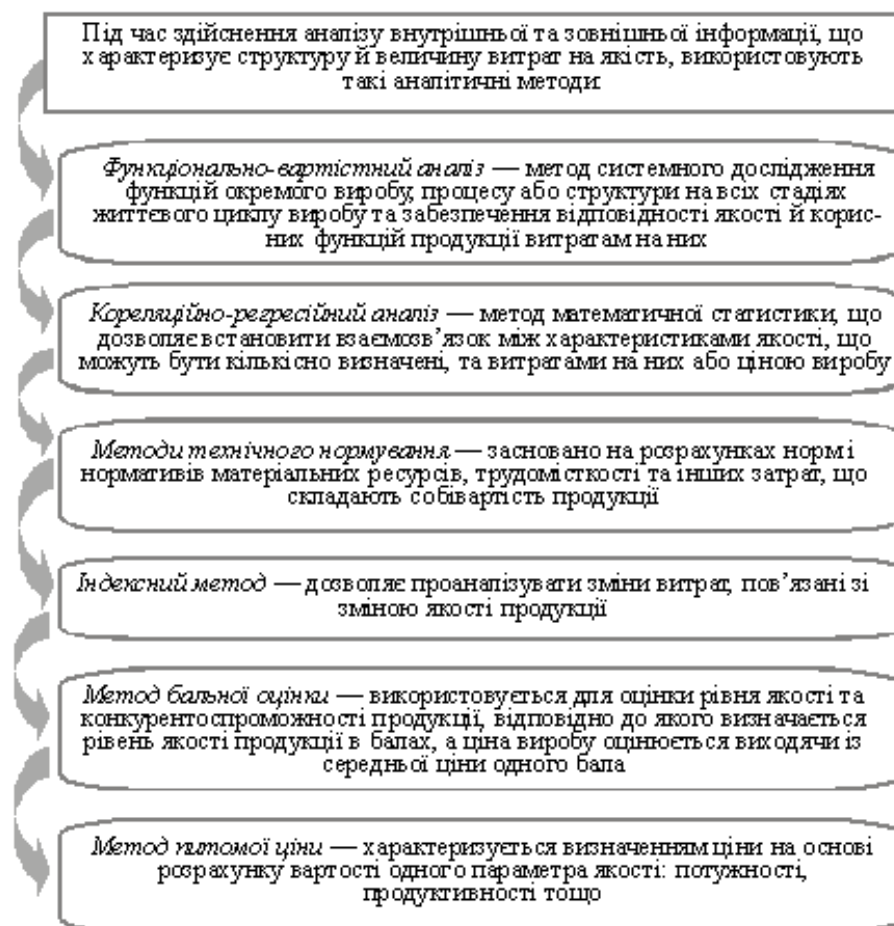 Під час здійснення аналізу внутрішньої та зовнішньої інформації, що
характеризує структуру й величину витрат на якість, використовують
такі аналітичні методи:
Функціонально-вартістний аналіз — метод системного дослідження
функцій окремого виробу, процесу або структури на всіх стадіях
життєвого циклу виробу та забезпечення відповідності якості й корис-
них функцій продукції витратам на них
Кореляційно-регресійний аналіз — метод математичної статистики, що
дозволяє встановити взаємозв’язок між характеристиками якості, що
можуть бути кількісно визначені, та витратами на них або ціною виробу
Методи технічного нормування — засновано на розрахунках норм і
нормативів матеріальних ресурсів, трудомісткості та інших затрат, що
складають собівартість продукції
Індексний метод — дозволяє проаналізувати зміни витрат, пов’язані зі
зміною якості продукції
Метод бальної оцінки — використовується для оцінки рівня якості та
конкурентоспроможності продукції, відповідно до якого визначається
рівень якості продукції в балах, а ціна виробу оцінюється виходячи із
середньої ціни одного бала
Метод питомої ціни — характеризується визначенням ціни на основі
розрахунку вартості одного параметра якості: потужності,
продуктивності тощо